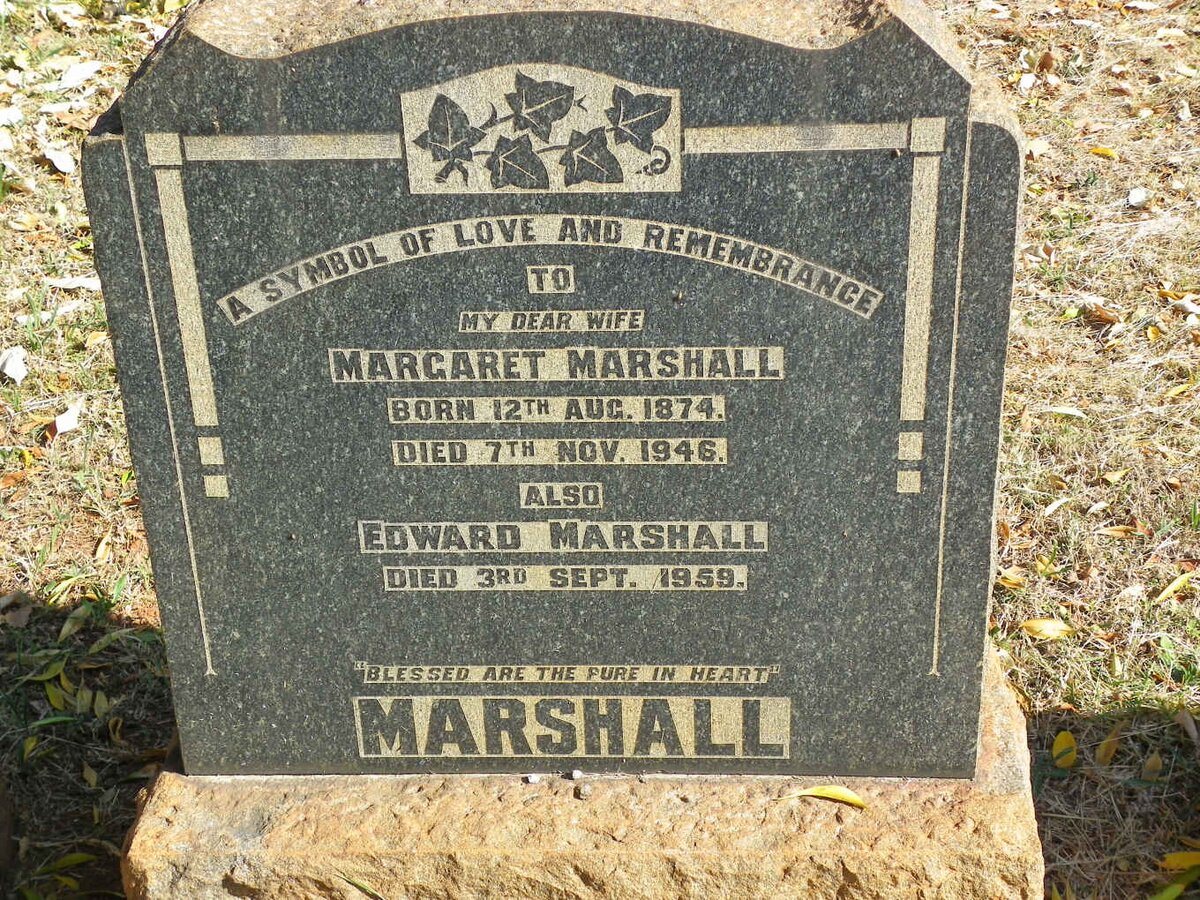 A SYMBOL OF LOVE AND REMEMBRANCE
TO
MY DEAR WIFE
MARGARET MARSHALL
BORN 12TH AUG. 1874.
DIED 7TH NOV. 1946.
ALSO
EDWARD MARSHALL
DIED 3RD SEPT. 1959.
"BLESSED ARE THE PURE IN HEART"
MARSHALL